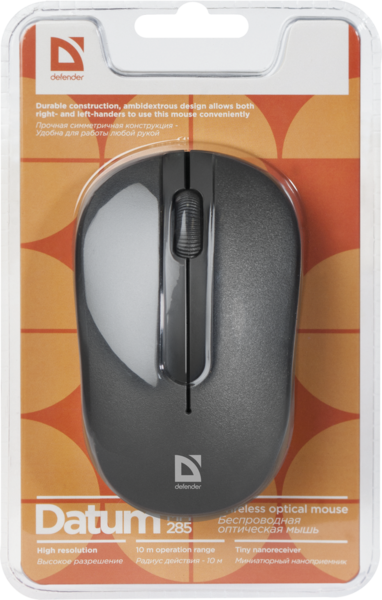 defender
Durable construction, ambidextrous design allows both
right- and left-handers to use this mouse conveniently
Прочная симметричная конструкция -
Удобна для работы любой рукой
defender
Datum
285
wireless optical mouse
Беспроводная
оптическая мышь
High resolution
Высокое разрешение
10 m operation range
Радиус действия - 10 м
Tiny nanoreceiver
Миниатюрный наноприемник